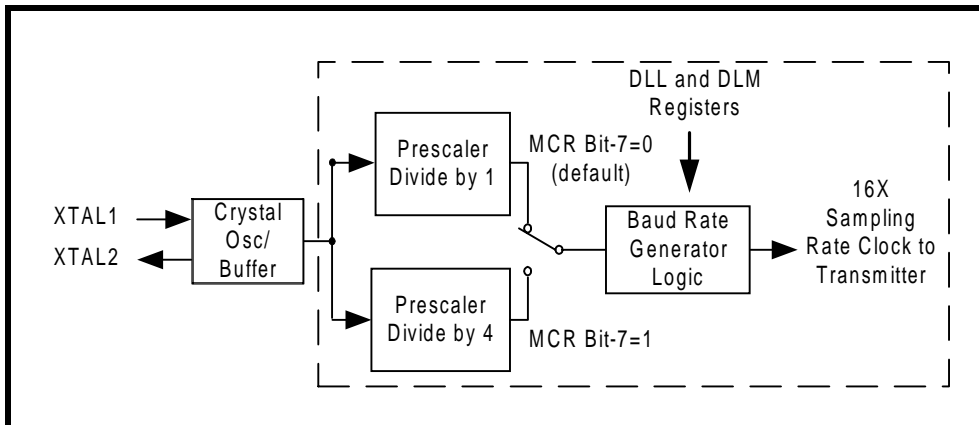 DLL and DLM
Registers
Prescaler
Divide by 1
MCR Bit-7=0
(default)
XTAL1
XTAL2
Crystal
Osc/
Buffer
Baud Rate
Generator
Logic
16X
Sampling
Rate Clock to
Transmitter
Prescaler
Divide by 4
MCR Bit-7=1